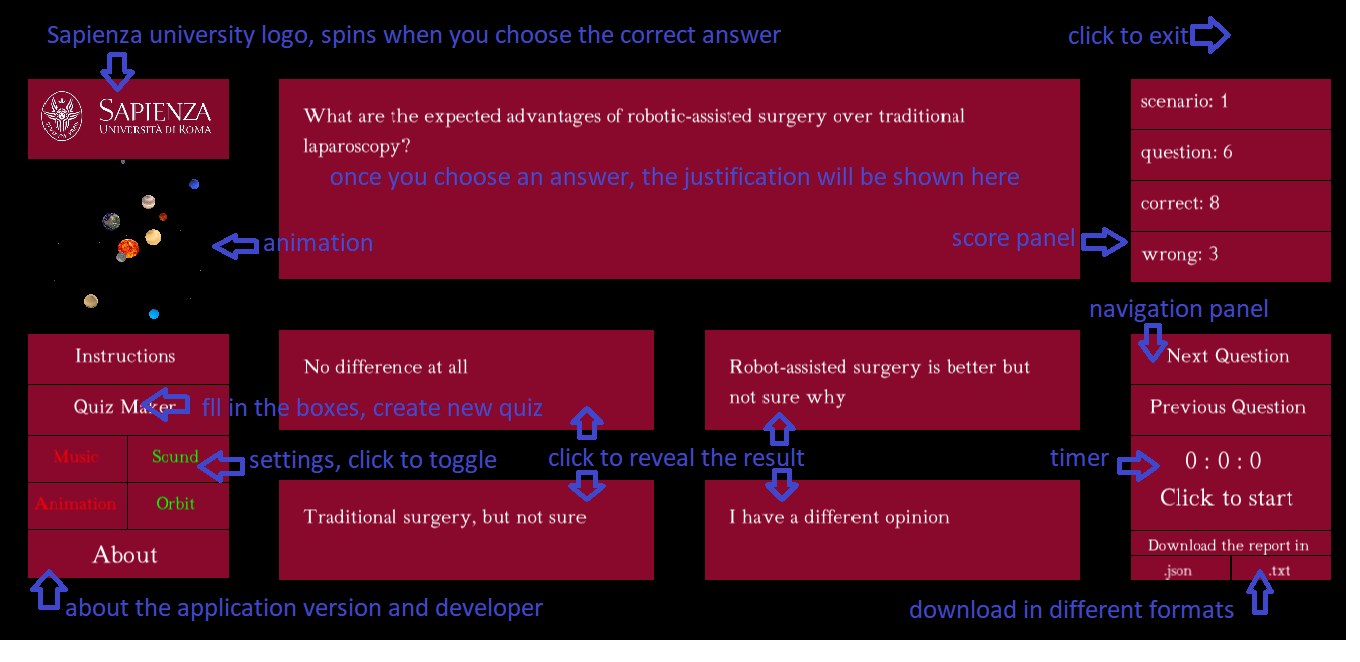 Sapienza university logo, spins when you choose the correct answer
click to exit
SAPIENZA
UNIVERSITÀ DI ROMA
What are the expected advantages of robotic-assisted surgery over traditional
laparoscopy?
once you choose an answer, the justification will be shown here
animation
scenario: 1
question: 6
correct: 8
wrong: 3
score panel
navigation panel
Instructions
Quiz Maker
fll in the boxes, create new quiz
Music
Sound
settings, click to toggle
Animation
Orbit
About
about the application version and developer
No difference at all
Robot-assisted surgery is better but
not sure why
click to reveal the result
Traditional surgery, but not sure
I have a different opinion
Next Question
Previous Question
timer
0 : 0 : 0
Click to start
Download the report in
.json
.txt
download in different formats